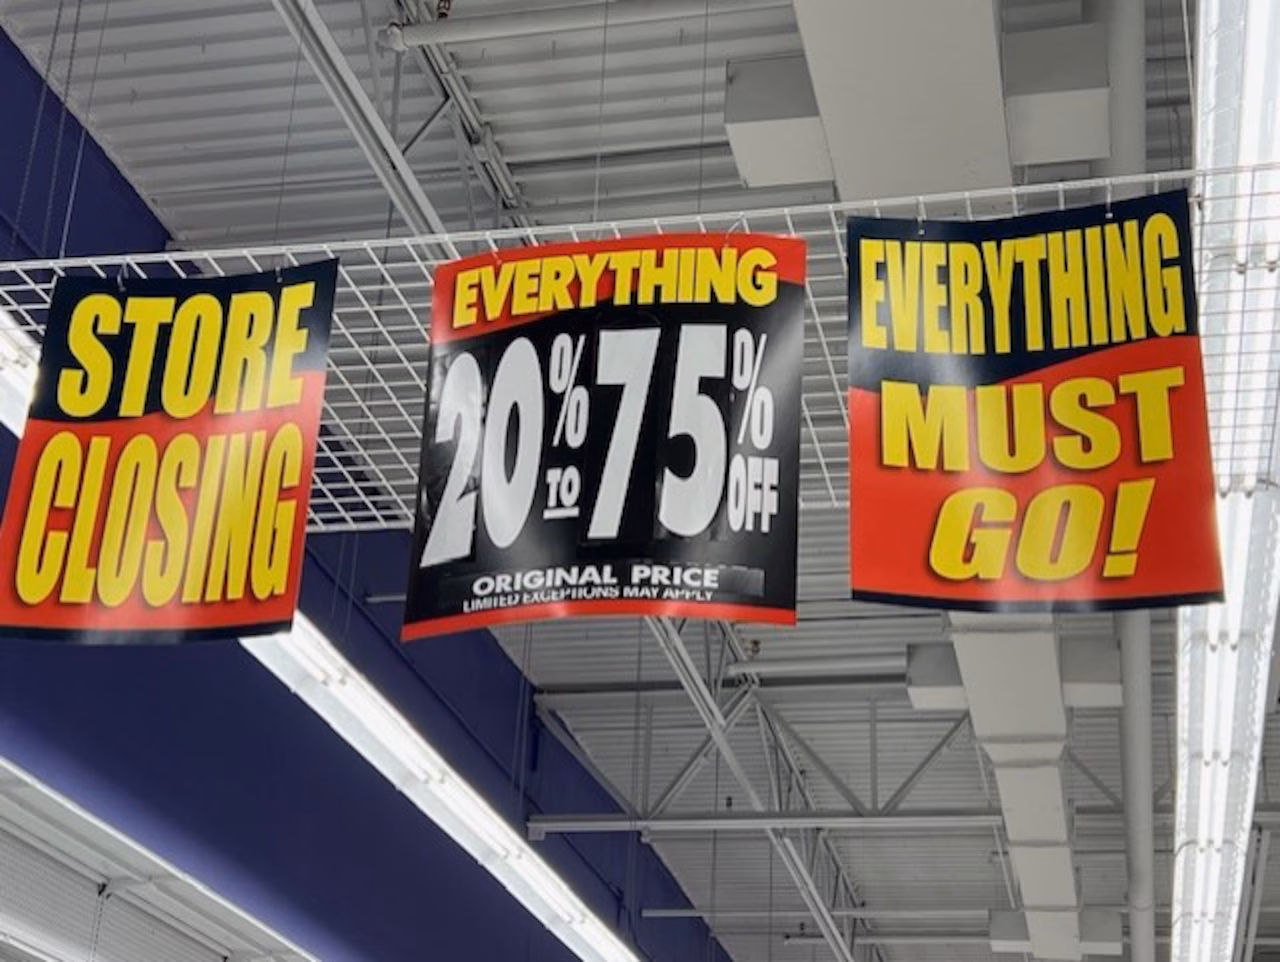 STORE
CLOSING
EVERYTHING
20% TO 75% OFF
ORIGINAL PRICE
LIMITED EXCEPTIONS MAY APPLY
EVERYTHING
MUST
GO!